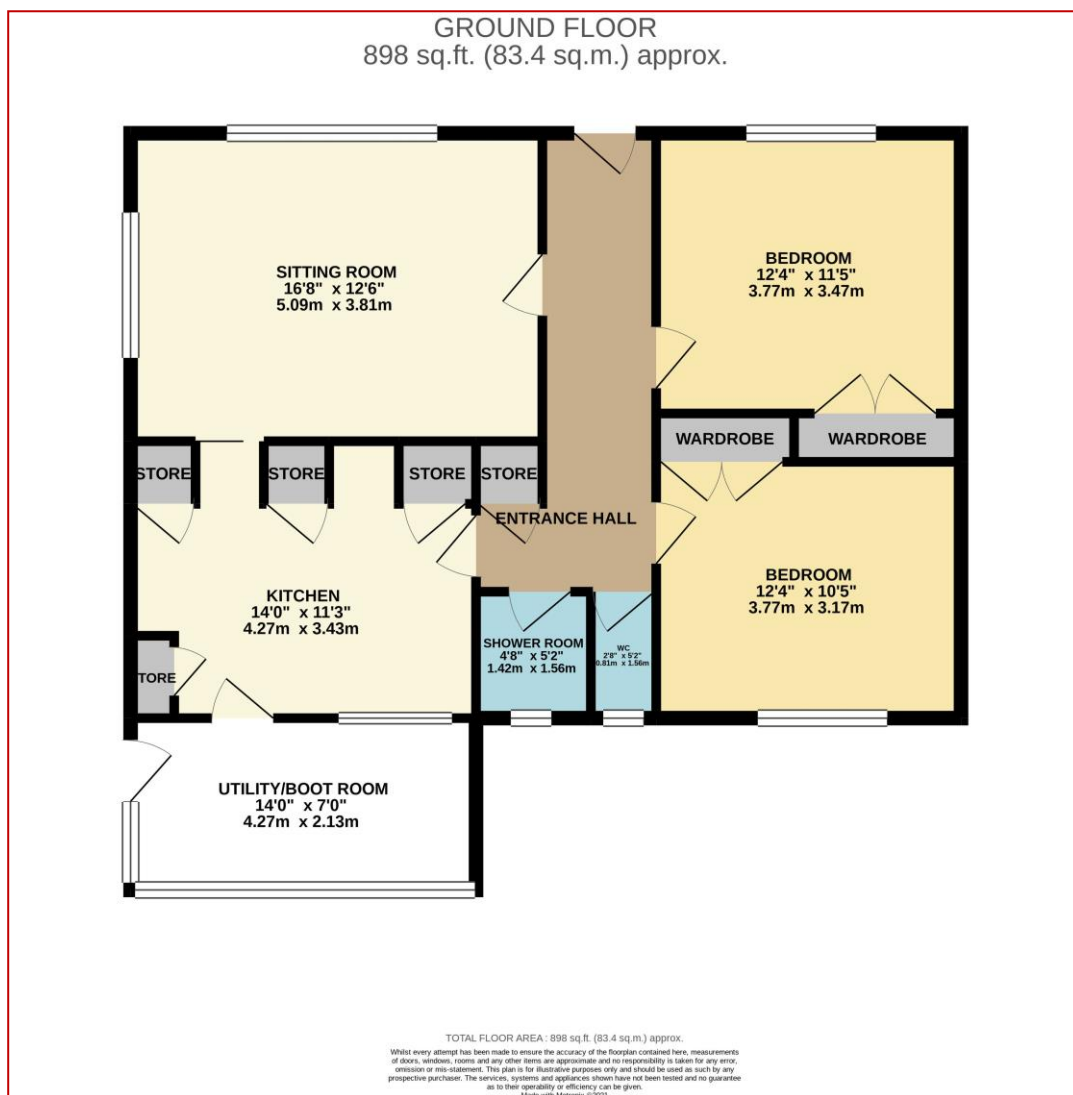 GROUND FLOOR
898 sq.ft. (83.4 sq.m.) approx.
SITTING ROOM
16'8" x 12'6"
5.09m x 3.81m
BEDROOM
12'4" x 11'5"
3.77m x 3.47m
WARDROBE
WARDROBE
STORE
STORE
STORE
STORE
ENTRANCE HALL
BEDROOM
12'4" x 10'5"
3.77m x 3.17m
KITCHEN
14'0" x 11'3"
4.27m x 3.43m
SHOWER ROOM
4'8" x 5'2"
1.42m x 1.56m
WC
2'8" x 5'2"
0.81m x 1.56m
TORE
UTILITY/BOOT ROOM
14'0" x 7'0"
4.27m x 2.13m
TOTAL FLOOR AREA : 898 sq.ft. (83.4 sq.m.) approx.
Whilst every attempt has been made to ensure the accuracy of the floorplan contained here, measurements
of doors, windows, rooms and any other items are approximate and no responsibility is taken for any error,
omission or mis-statement. This plan is for illustrative purposes only and should be used as such by any
prospective purchaser. The services, systems and appliances shown have not been tested and no guarantee
as to their operability or efficiency can be given.
Made with Metropix ©2021